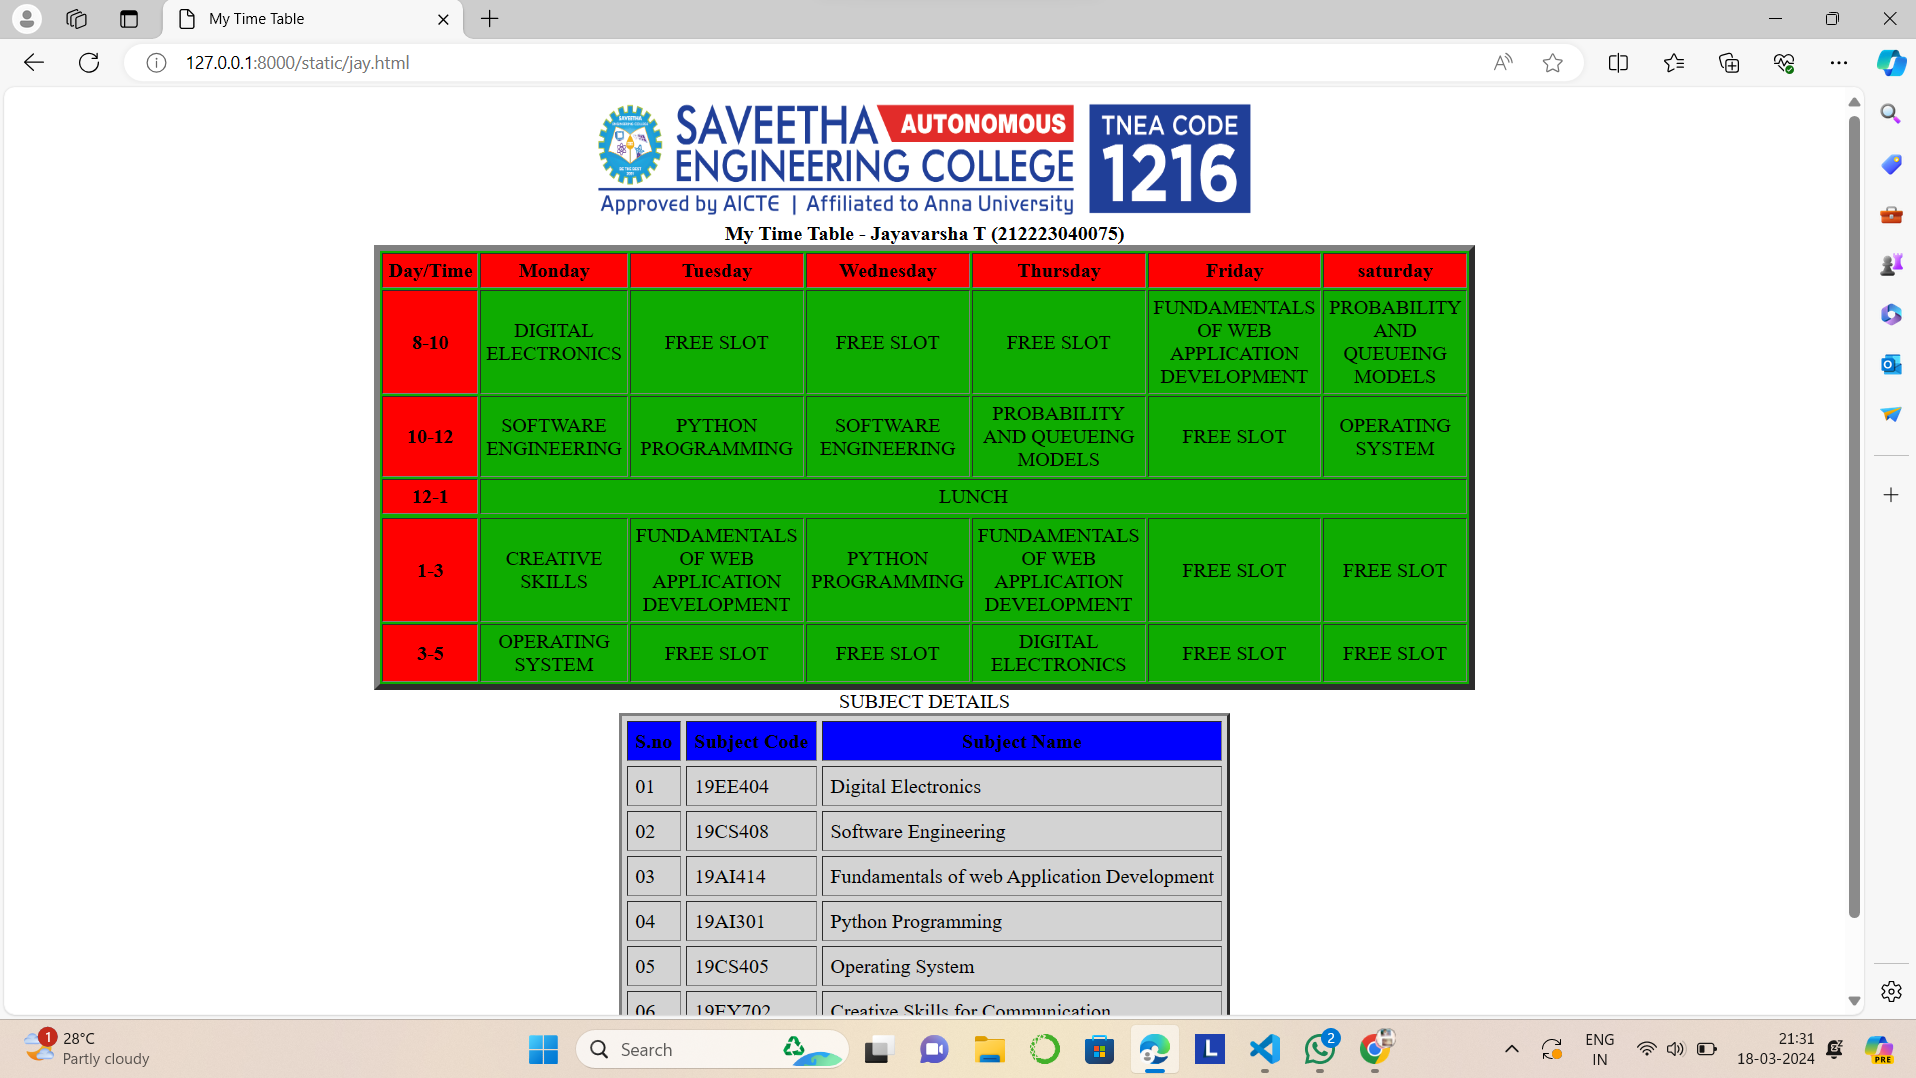 My Time Table
127.0.0.1:8000/static/jay.html
SAVEETHA AUTONOMOUS
ENGINEERING COLLEGE
Approved by AICTE | Affiliated to Anna University
TNEA CODE
1216
My Time Table - Jayavarsha T (212223040075)
Day/Time Monday Tuesday Wednesday Thursday Friday saturday
8-10 DIGITAL ELECTRONICS FREE SLOT FREE SLOT FREE SLOT FUNDAMENTALS OF WEB APPLICATION DEVELOPMENT PROBABILITY AND QUEUEING MODELS
10-12 SOFTWARE ENGINEERING PYTHON PROGRAMMING SOFTWARE ENGINEERING PROBABILITY AND QUEUEING MODELS FREE SLOT OPERATING SYSTEM
12-1 LUNCH
1-3 CREATIVE SKILLS FUNDAMENTALS OF WEB APPLICATION DEVELOPMENT PYTHON PROGRAMMING FUNDAMENTALS OF WEB APPLICATION DEVELOPMENT FREE SLOT FREE SLOT
3-5 OPERATING SYSTEM FREE SLOT FREE SLOT DIGITAL ELECTRONICS FREE SLOT FREE SLOT
SUBJECT DETAILS
S.no Subject Code Subject Name
01 19EE404 Digital Electronics
02 19CS408 Software Engineering
03 19AI414 Fundamentals of web Application Development
04 19AI301 Python Programming
05 19CS405 Operating System
06 19EY702 Creative Skills for Communication
1
28°C
Partly cloudy
Search
L
2
ENG
IN
21:31
18-03-2024
PRE